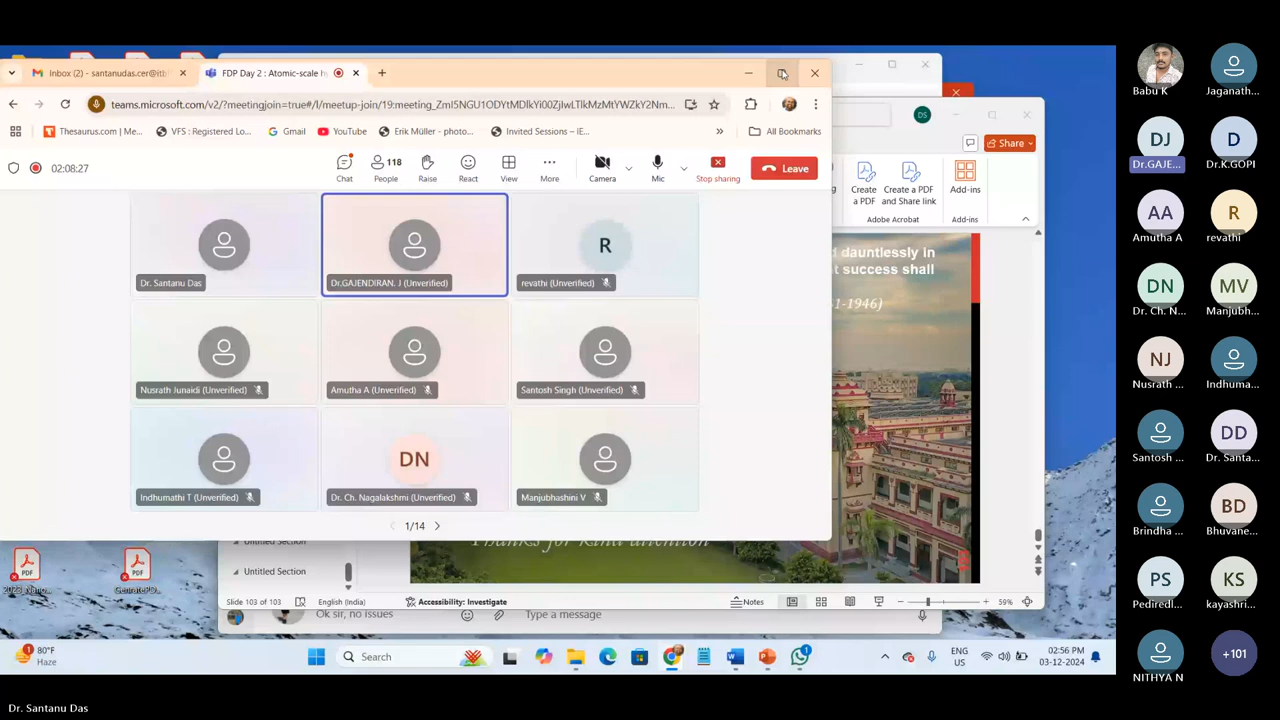 Inbox (2) - santanudas.cer@itb
FDP Day 2 : Atomic-scale h
teams.microsoft.com/v2/?meetingjoin=true#/l/meetup-join/19:meeting_ZmI5NGU1ODYtMDlkYi00ZjIwLTlkMzMtYWZkY2Nm...
Thesaurus.com | Me...
VFS : Registered Lo...
Gmail
YouTube
Erik Müller - photo...
Invited Sessions – IE...
»
All Bookmarks
02:08:27
Chat
118
People
Raise
React
View
More
Camera
Mic
Stop sharing
Leave
Dr. Santanu Das
Dr.GAJENDIRAN. J (Unverified)
R
revathi (Unverified)
Nusrath Junaidi (Unverified)
Amutha A (Unverified)
Santosh Singh (Unverified)
Indhumathi T (Unverified)
DN
Dr. Ch. Nagalakshmi (Unverified)
Manjubhashini V
1/14
DS
Share
Create a PDF
Create a PDF and Share link
Add-ins
Adobe Acrobat
Add-ins
d dauntlessly in
t success shall
1-1946)
Thanks for kind attention
Untitled Section
Untitled Section
Slide 103 of 103
English (India)
Accessibility: Investigate
Notes
59%
Ok sir, no issues
Type a message
PDF
PDF
80°F
Haze
Search
ENG
US
02:56 PM
03-12-2024
Babu K
Jaganath...
DJ
Dr.GAJE...
D
Dr.K.GOPI
AA
Amutha A
R
revathi
DN
Dr. Ch. N...
MV
Manjubh...
NJ
Nusrath ...
Indhuma...
Santosh ...
DD
Dr. Santa...
Brindha ...
BD
Bhuvane...
PS
Pediredl...
KS
kayashri...
NITHYA N
+101
Dr. Santanu Das